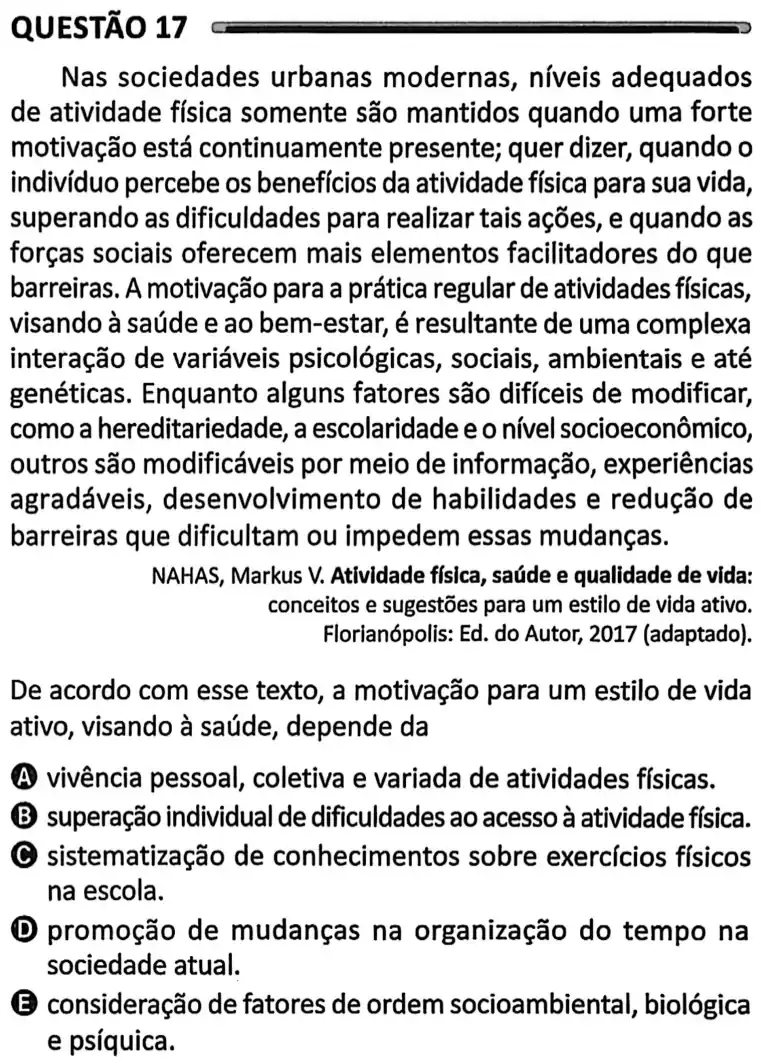 QUESTÃO 17
Nas sociedades urbanas modernas, níveis adequados
de atividade física somente são mantidos quando uma forte
motivação está continuamente presente; quer dizer, quando o
indivíduo percebe os benefícios da atividade física para sua vida,
superando as dificuldades para realizar tais ações, e quando as
forças sociais oferecem mais elementos facilitadores do que
barreiras. A motivação para a prática regular de atividades físicas,
visando à saúde e ao bem-estar, é resultante de uma complexa
interação de variáveis psicológicas, sociais, ambientais e até
genéticas. Enquanto alguns fatores são difíceis de modificar,
como a hereditariedade, a escolaridade e o nível socioeconômico,
outros são modificáveis por meio de informação, experiências
agradáveis, desenvolvimento de habilidades e redução de
barreiras que dificultam ou impedem essas mudanças.
NAHAS, Markus V. Atividade física, saúde e qualidade de vida:
conceitos e sugestões para um estilo de vida ativo.
Florianópolis: Ed. do Autor, 2017 (adaptado).
De acordo com esse texto, a motivação para um estilo de vida
ativo, visando à saúde, depende da
A vivência pessoal, coletiva e variada de atividades físicas.
B superação individual de dificuldades ao acesso à atividade física.
C sistematização de conhecimentos sobre exercícios físicos
na escola.
D promoção de mudanças na organização do tempo na
sociedade atual.
E consideração de fatores de ordem socioambiental, biológica
e psíquica.